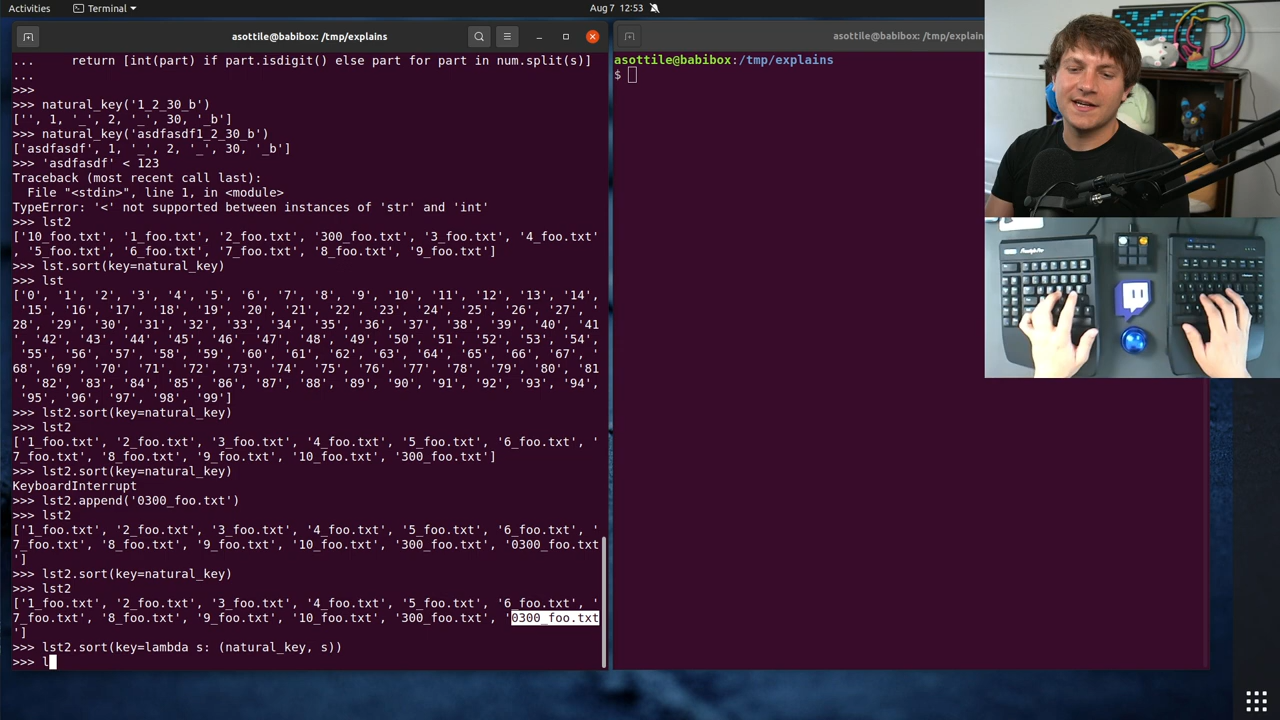 Activities
Terminal
Aug 7 12:53
asottile@babibox: /tmp/explains
... return [int(part) if part.isdigit() else part for part in num.split(s)]
...
>>>
>>> natural_key('1_2_30_b')
['', 1, '_', 2, '_', 30, '_b']
>>> natural_key('asdfasdf1_2_30_b')
['asdfasdf', 1, '_', 2, '_', 30, '_b']
>>> 'asdfasdf' < 123
Traceback (most recent call last):
File "<stdin>", line 1, in <module>
TypeError: '<' not supported between instances of 'str' and 'int'
>>> lst2
['10_foo.txt', '1_foo.txt', '2_foo.txt', '300_foo.txt', '3_foo.txt', '4_foo.txt'
, '5_foo.txt', '6_foo.txt', '7_foo.txt', '8_foo.txt', '9_foo.txt']
>>> lst.sort(key=natural_key)
>>> lst
['0', '1', '2', '3', '4', '5', '6', '7', '8', '9', '10', '11', '12', '13', '14',
'15', '16', '17', '18', '19', '20', '21', '22', '23', '24', '25', '26', '27', '
28', '29', '30', '31', '32', '33', '34', '35', '36', '37', '38', '39', '40', '41
', '42', '43', '44', '45', '46', '47', '48', '49', '50', '51', '52', '53', '54',
'55', '56', '57', '58', '59', '60', '61', '62', '63', '64', '65', '66', '67', '
68', '69', '70', '71', '72', '73', '74', '75', '76', '77', '78', '79', '80', '81
', '82', '83', '84', '85', '86', '87', '88', '89', '90', '91', '92', '93', '94',
'95', '96', '97', '98', '99']
>>> lst2.sort(key=natural_key)
>>> lst2
['1_foo.txt', '2_foo.txt', '3_foo.txt', '4_foo.txt', '5_foo.txt', '6_foo.txt', '
7_foo.txt', '8_foo.txt', '9_foo.txt', '10_foo.txt', '300_foo.txt']
>>> lst2.sort(key=natural_key)
KeyboardInterrupt
>>> lst2.append('0300_foo.txt')
>>> lst2
['1_foo.txt', '2_foo.txt', '3_foo.txt', '4_foo.txt', '5_foo.txt', '6_foo.txt', '
7_foo.txt', '8_foo.txt', '9_foo.txt', '10_foo.txt', '300_foo.txt', '0300_foo.txt
']
>>> lst2.sort(key=natural_key)
>>> lst2
['1_foo.txt', '2_foo.txt', '3_foo.txt', '4_foo.txt', '5_foo.txt', '6_foo.txt', '
7_foo.txt', '8_foo.txt', '9_foo.txt', '10_foo.txt', '300_foo.txt', '0300_foo.txt
']
>>> lst2.sort(key=lambda s: (natural_key, s))
>>> l
asottile@babibox: /tmp/explain
asottile@babibox:/tmp/explains
$